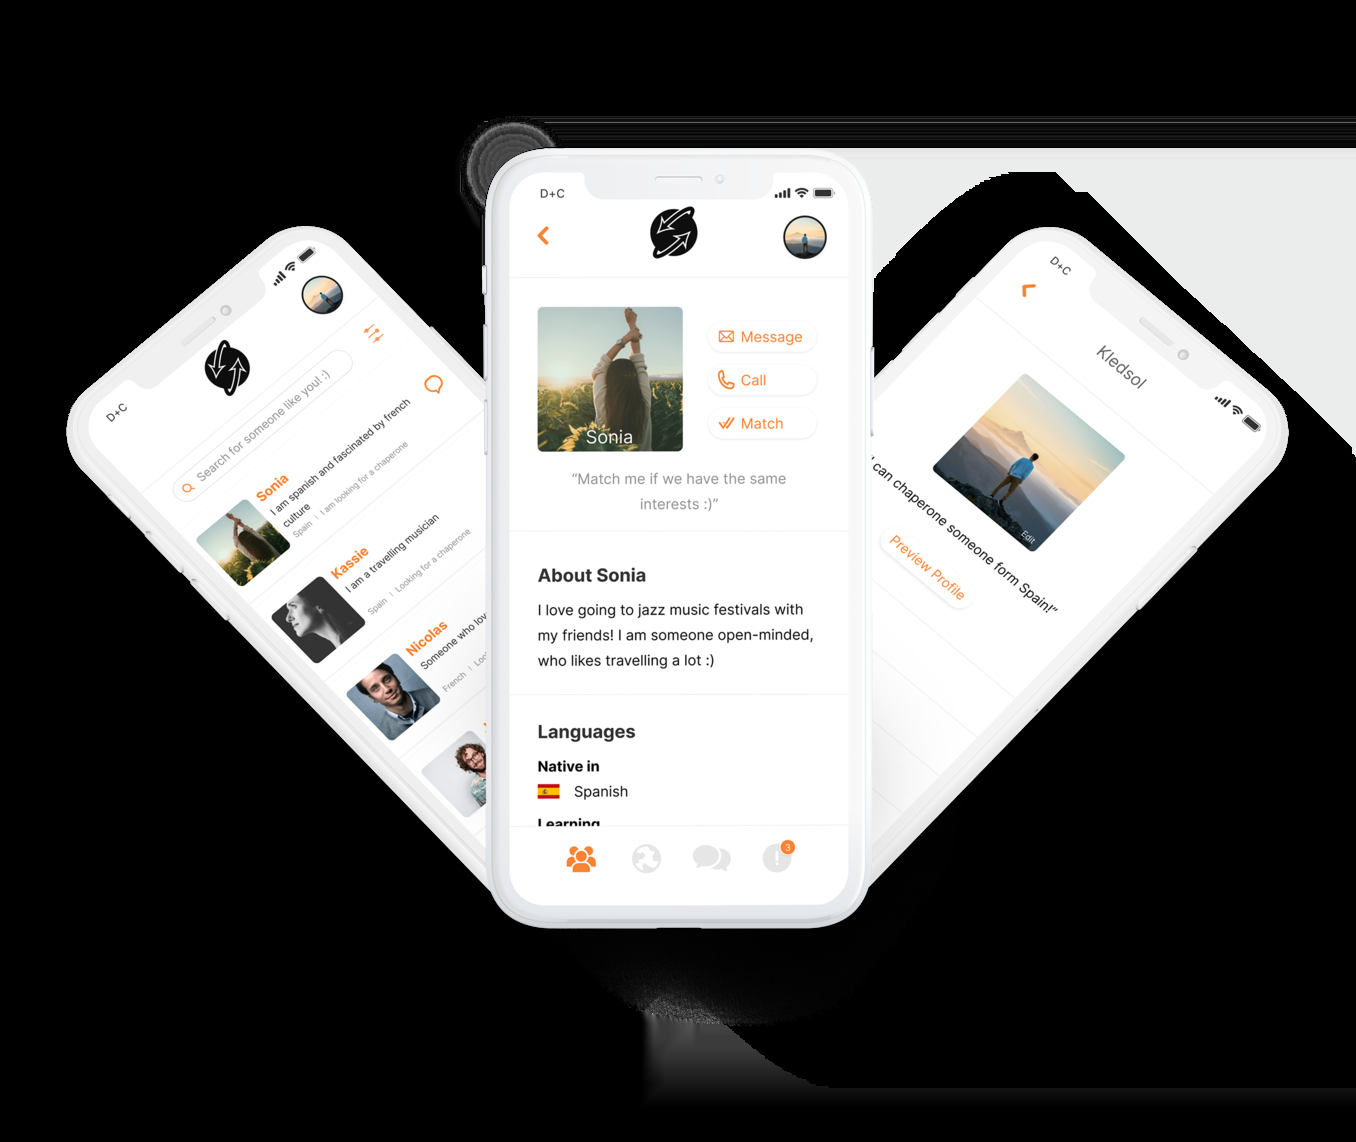 D+C
Search for someone like you! :)
Sonia
I am spanish and fascinated by french
culture
Spain | I am looking for a chaperone
Kassie
I am a travelling musician
Spain | Looking for a chaperone
Nicolas
Someone who lov
French |
D+C
Sonia
Message
Call
Match
“Match me if we have the same
interests :)”
About Sonia
I love going to jazz music festivals with
my friends! I am someone open-minded,
who likes travelling a lot :)
Languages
Native in
Spanish
Learning
3
D+C
Kledsol
Edit
can chaperone someone form Spain!”
Preview Profile